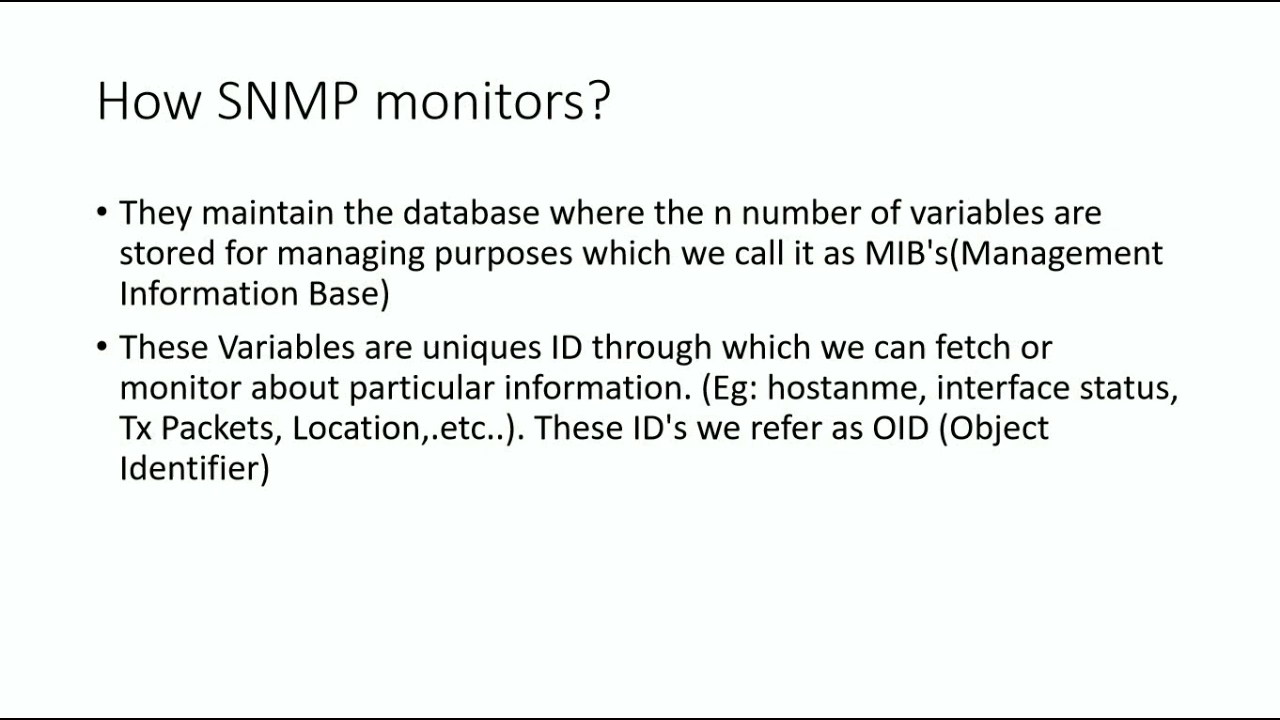 How SNMP monitors?
• They maintain the database where the n number of variables are
stored for managing purposes which we call it as MIB's(Management
Information Base)
• These Variables are uniques ID through which we can fetch or
monitor about particular information. (Eg: hostanme, interface status,
Tx Packets, Location,.etc..). These ID's we refer as OID (Object
Identifier)